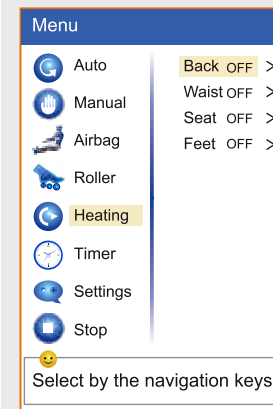 Menu
Auto
Manual
Airbag
Roller
Heating
Timer
Settings
Stop
Back OFF >
Waist OFF >
Seat OFF >
Feet OFF >
Select by the navigation keys